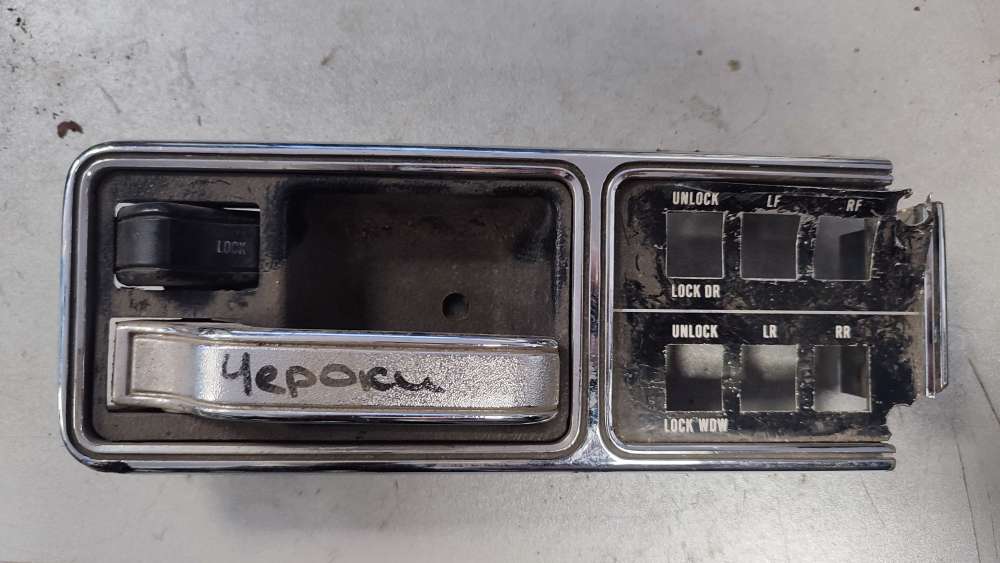 LOCK
Чероки
UNLOCK LF RF
LOCK DR
UNLOCK LR RR
LOCK WDW